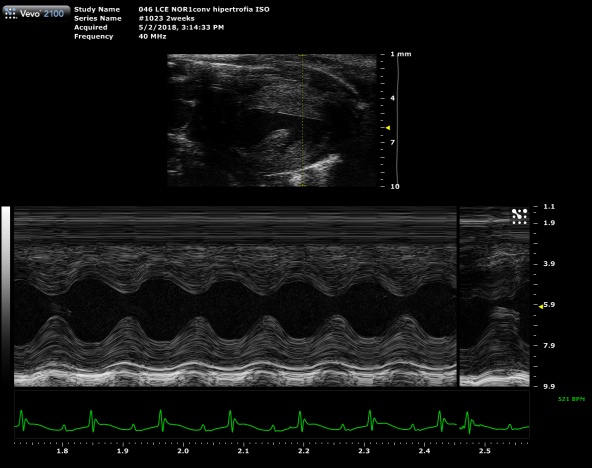 Vevo 2100
Study Name 046 LCE NOR1conv hipertrofia ISO
Series Name #1023 2weeks
Acquired 5/2/2018, 3:14:33 PM
Frequency 40 MHz
1 mm
4
7
10
1.1
1.9
3.9
5.9
7.9
9.9
521 BPM
1.8 1.9 2.0 2.1 2.2 2.3 2.4 2.5